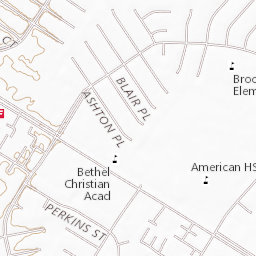 BLAIR PL
ASHTON PL
Broo
Elem
American HS
Bethel
Christian
Acad
PERKINS ST